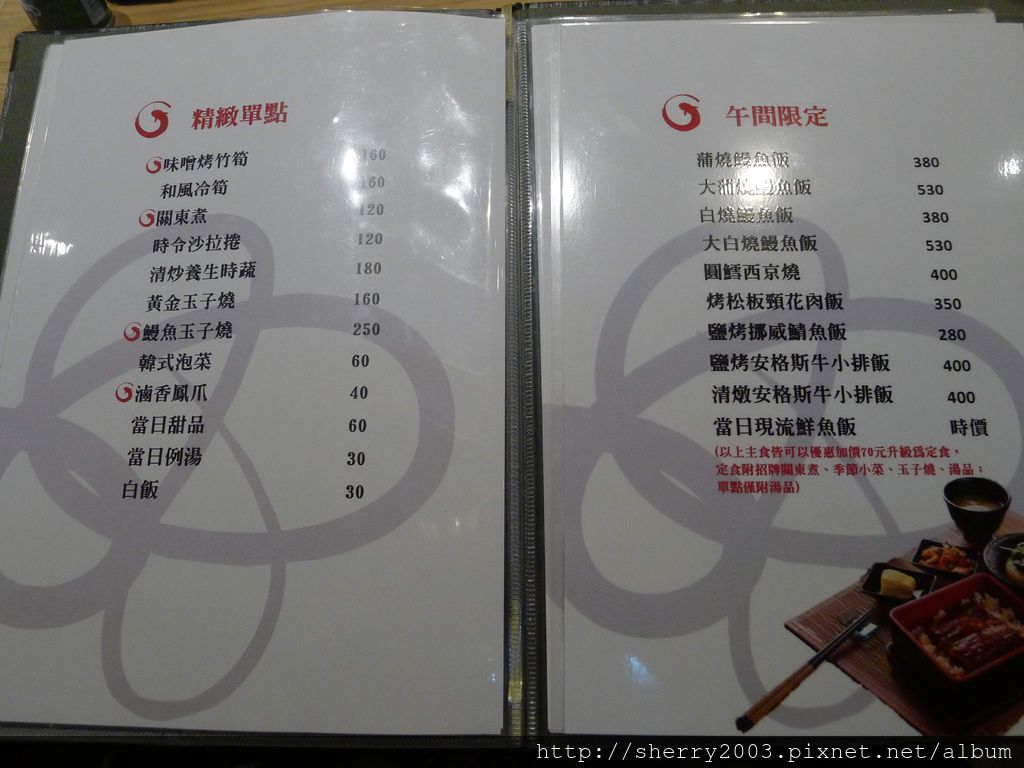 精緻單點
味噌烤竹筍 160
和風冷筍 160
關東煮 120
時令沙拉捲 120
清炒養生時蔬 180
黃金玉子燒 160
鰻魚玉子燒 250
韓式泡菜 60
滷香鳳爪 40
當日甜品 60
當日例湯 30
白飯 30
午間限定
蒲燒鰻魚飯 380
大蒲燒鰻魚飯 530
白燒鰻魚飯 380
大白燒鰻魚飯 530
圓鱈西京燒 400
烤松板頸花肉飯 350
鹽烤挪威鯖魚飯 280
鹽烤安格斯牛小排飯 400
清燉安格斯牛小排飯 400
當日現流鮮魚飯 時價
(以上主食皆可以優惠加價70元升級為定食，
定食附招牌關東煮、季節小菜、玉子燒、湯品；
單點僅附湯品)
http://sherry2003.pixnet.net/album